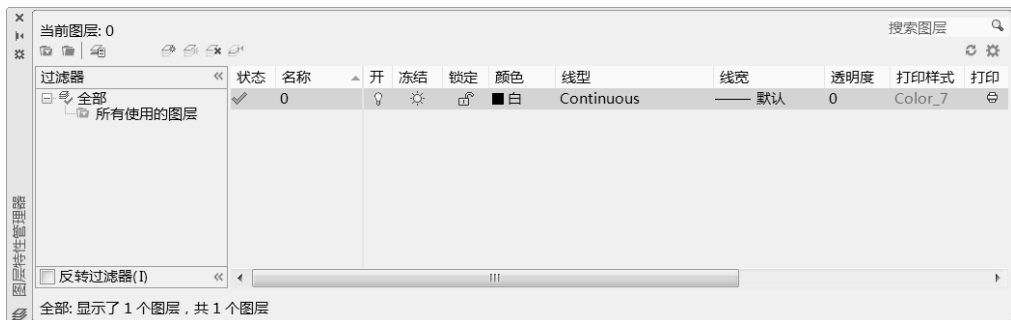 当前图层: 0
搜索图层
过滤器
状态 名称 开 冻结 锁定 颜色 线型 线宽 透明度 打印样式 打印
全部
所有使用的图层
0 白 Continuous 默认 0 Color_7
反转过滤器(I)
全部: 显示了 1 个图层 , 共 1 个图层
图层特性管理器